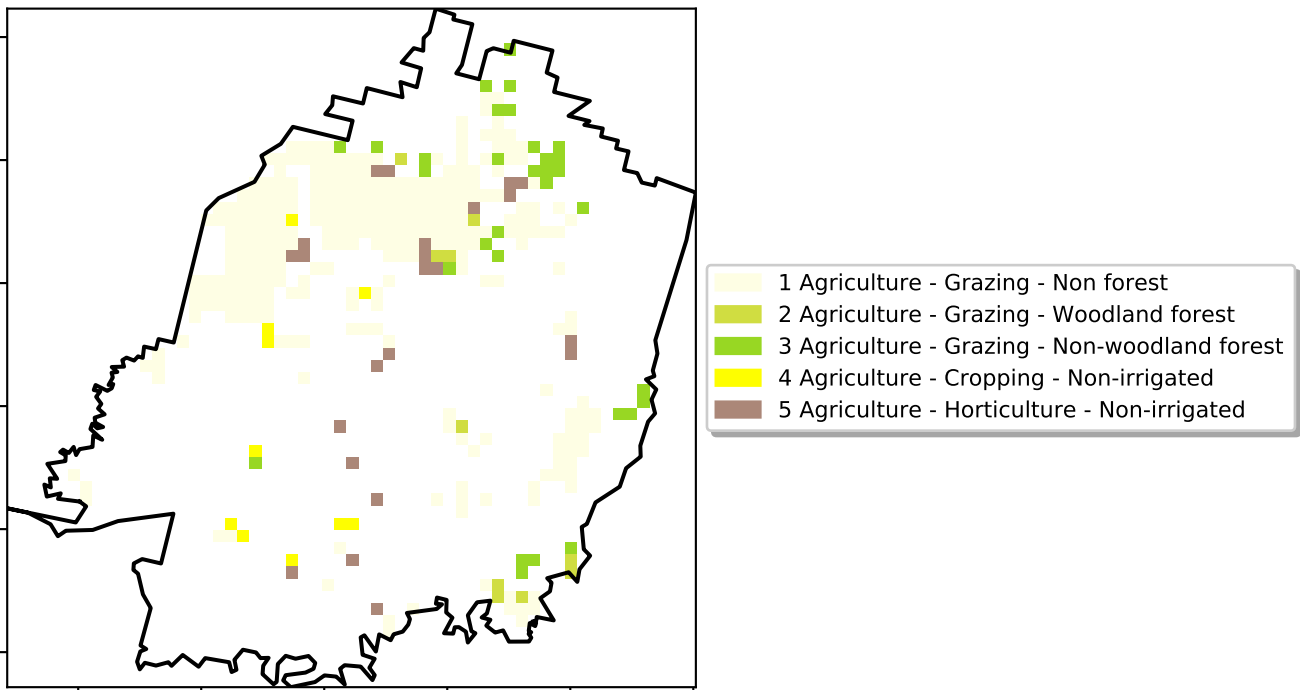 1 Agriculture - Grazing - Non forest
2 Agriculture - Grazing - Woodland forest
3 Agriculture - Grazing - Non-woodland forest
4 Agriculture - Cropping - Non-irrigated
5 Agriculture - Horticulture - Non-irrigated